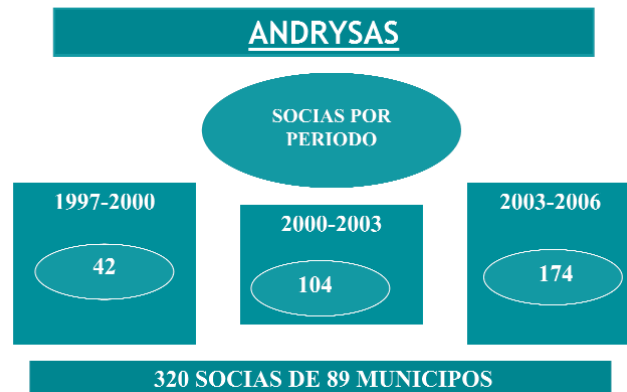 ANDRYSAS
SOCIAS POR
PERIODO
1997-2000
42
2000-2003
104
2003-2006
174
320 SOCIAS DE 89 MUNICIPOS